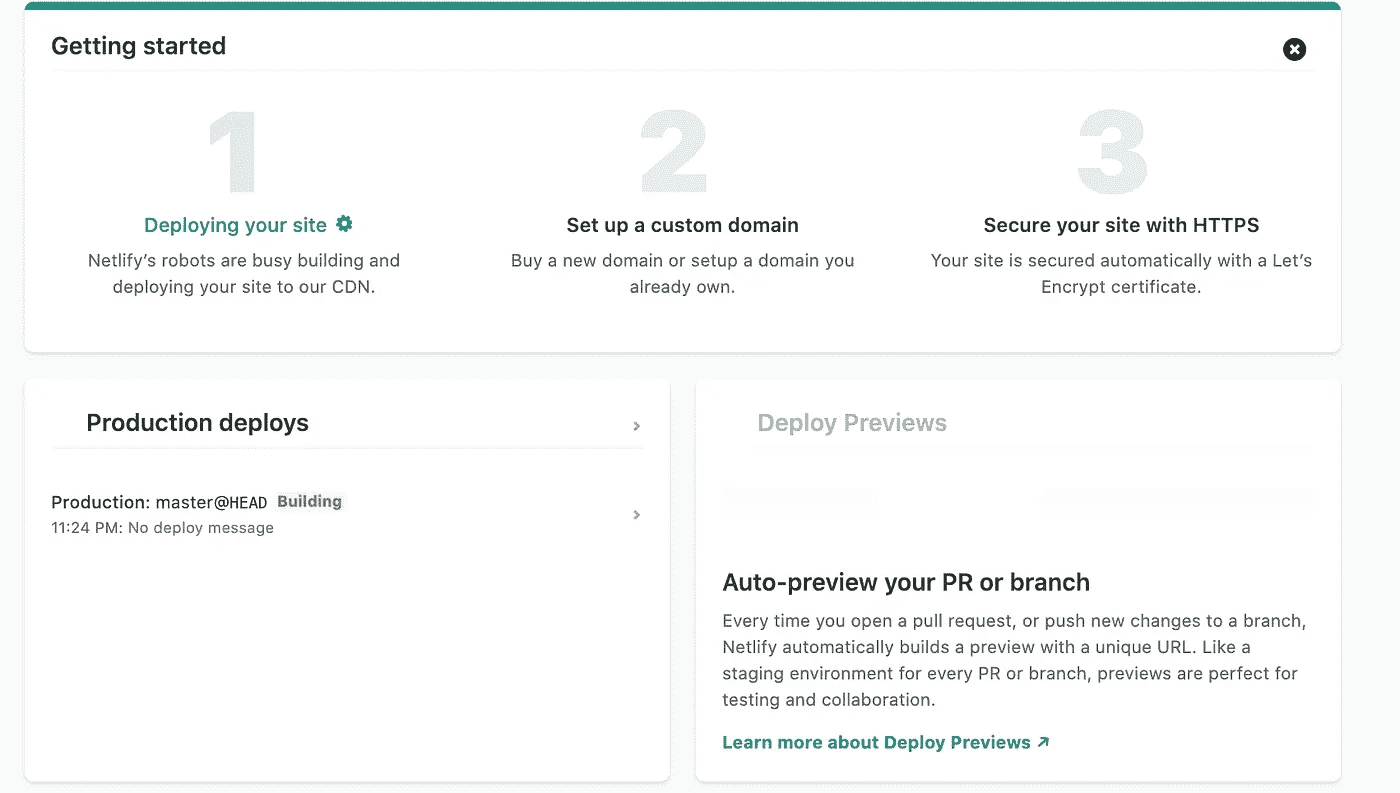 Getting started
1
2
3
Deploying your site
Set up a custom domain
Secure your site with HTTPS
Netlify’s robots are busy building and
deploying your site to our CDN.
Buy a new domain or setup a domain you
already own.
Your site is secured automatically with a Let’s
Encrypt certificate.
Production deploys
Production: master@HEAD Building
11:24 PM: No deploy message
Deploy Previews
Auto-preview your PR or branch
Every time you open a pull request, or push new changes to a branch,
Netlify automatically builds a preview with a unique URL. Like a
staging environment for every PR or branch, previews are perfect for
testing and collaboration.
Learn more about Deploy Previews